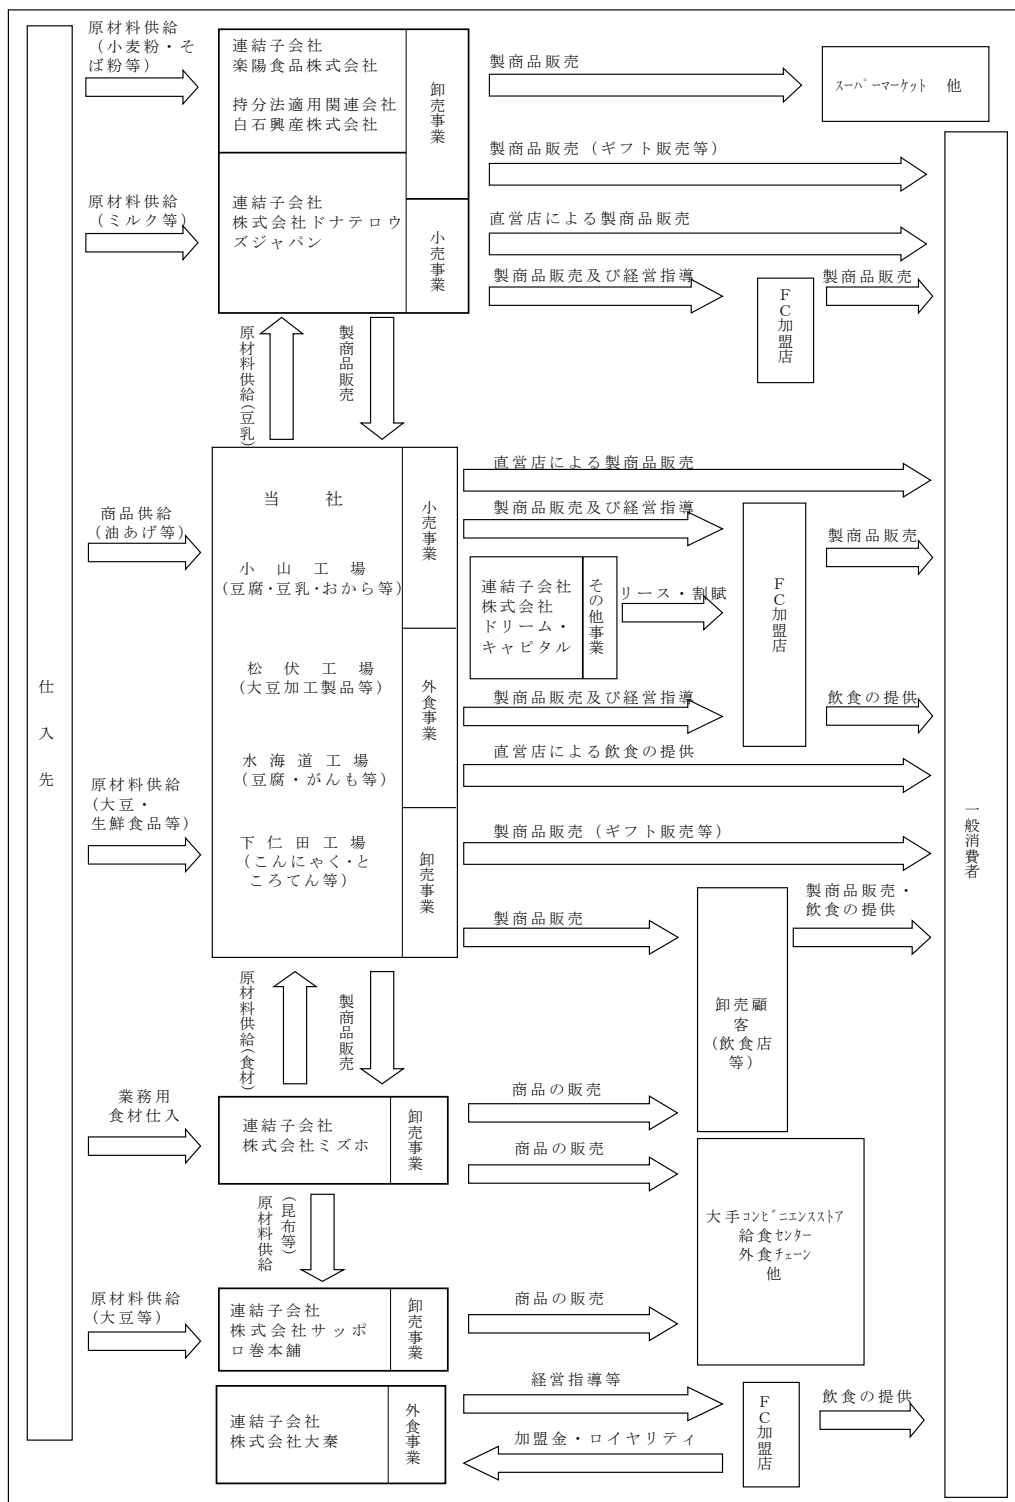 原材料供給
（小麦粉・そ
ば粉等）
連結子会社
楽陽食品株式会社
持分法適用関連会社
白石興産株式会社
卸売事業
製商品販売
スーパーマーケット　他
製商品販売（ギフト販売等）
原材料供給
（ミルク等）
連結子会社
株式会社ドナテロウ
ズジャパン
小売事業
直営店による製商品販売
製商品販売及び経営指導
FC加盟店
製商品販売
原材料供給(豆乳)
製商品販売
直営店による製商品販売
当　　社
小売事業
製商品販売及び経営指導
商品供給
(油あげ等)
製商品販売
小　山　工　場
(豆腐･豆乳･おから等)
連結子会社
株式会社
ドリーム・
キャピタル
その他事業
リース・割賦
FC加盟店
松　伏　工　場
(大豆加工製品等)
外食事業
製商品販売及び経営指導
飲食の提供
仕入先
水 海 道 工 場
(豆腐・がんも等)
直営店による飲食の提供
原材料供給
(大豆・
生鮮食品等)
一般消費者
下 仁 田 工 場
(こんにゃく･と
ころてん等)
卸売事業
製商品販売（ギフト販売等）
製商品販売
製商品販売・
飲食の提供
原材料供給(食材)
製商品販売
卸売顧
客
(飲食店
等)
業務用
食材仕入
連結子会社
株式会社ミズホ
卸売事業
商品の販売
商品の販売
原材料供給
(昆布等)
大手コンビニエンスストア
給食センター
外食チェーン
他
原材料供給
(大豆等)
連結子会社
株式会社サッポ
ロ巻本舗
卸売事業
商品の販売
連結子会社
株式会社大秦
外食事業
経営指導等
加盟金・ロイヤリティ
FC加盟店
飲食の提供